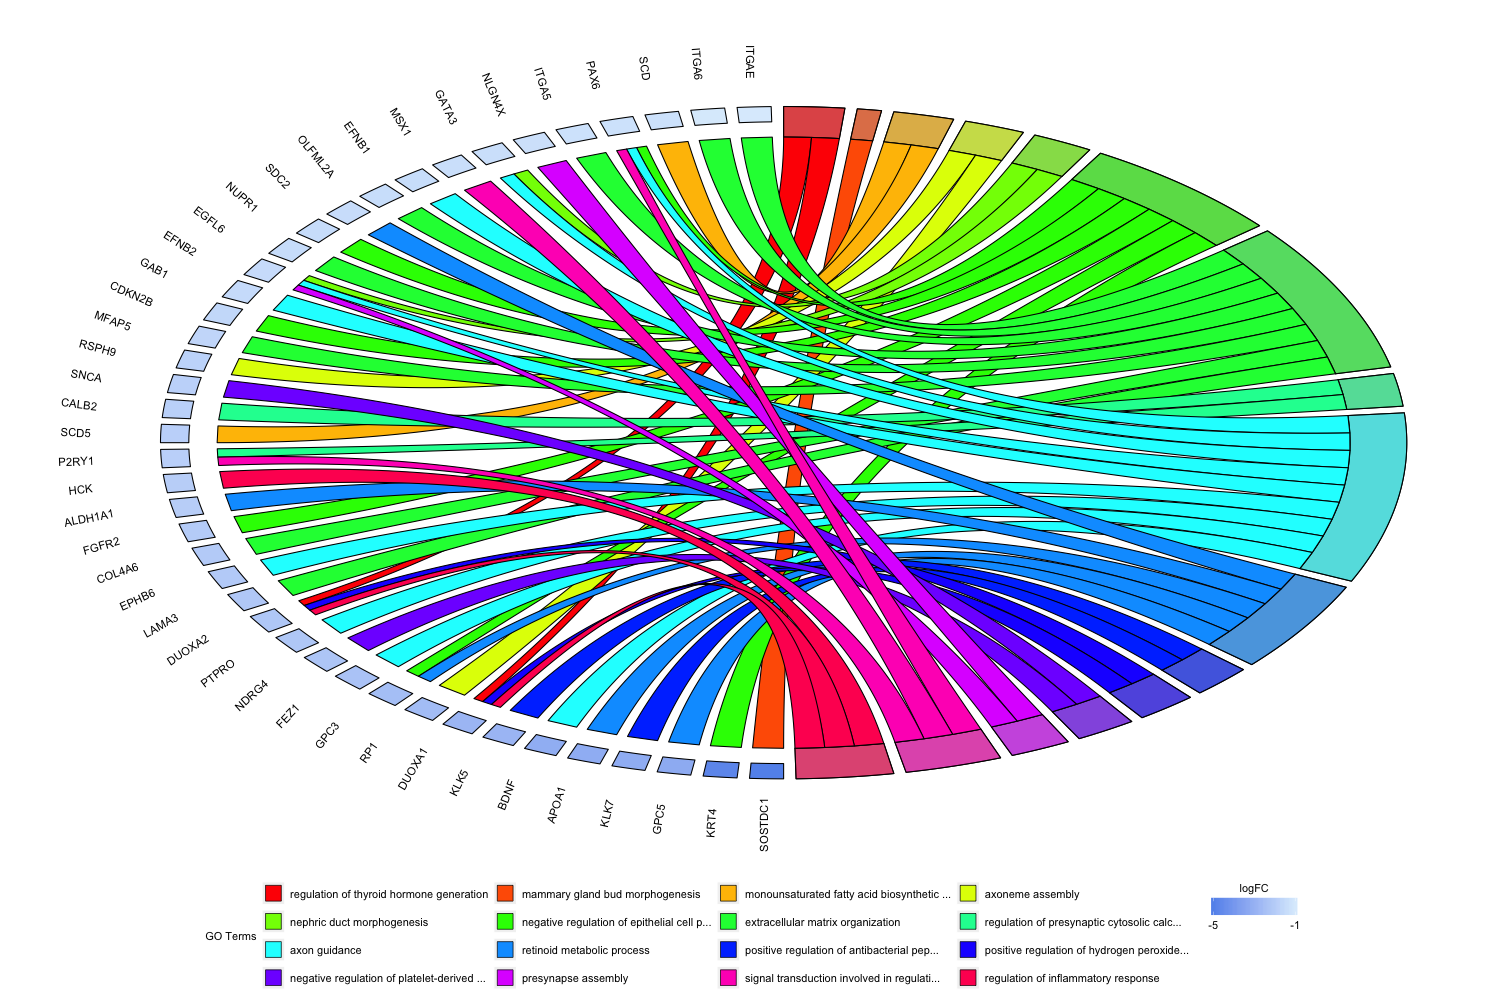 ITGAE
ITGA6
SCD
PAX6
ITGA5
NLGN4X
GATA3
MSX1
EFNB1
OLFML2A
SDC2
NUPR1
EGFL6
EFNB2
GAB1
CDKN2B
MFAP5
RSPH9
SNCA
CALB2
SCD5
P2RY1
HCK
ALDH1A1
FGFR2
COL4A6
EPHB6
LAMA3
DUOXA2
PTPRO
NDRG4
FEZ1
GPC3
RP1
DUOXA1
KLK5
BDNF
APOA1
KLK7
GPC5
KRT4
SOSTDC1
GO Terms
regulation of thyroid hormone generation
mammary gland bud morphogenesis
monounsaturated fatty acid biosynthetic ...
axoneme assembly
nephric duct morphogenesis
negative regulation of epithelial cell p...
extracellular matrix organization
regulation of presynaptic cytosolic calc...
axon guidance
retinoid metabolic process
positive regulation of antibacterial pep...
positive regulation of hydrogen peroxide...
negative regulation of platelet-derived ...
presynapse assembly
signal transduction involved in regulati...
regulation of inflammatory response
logFC
-5 -1